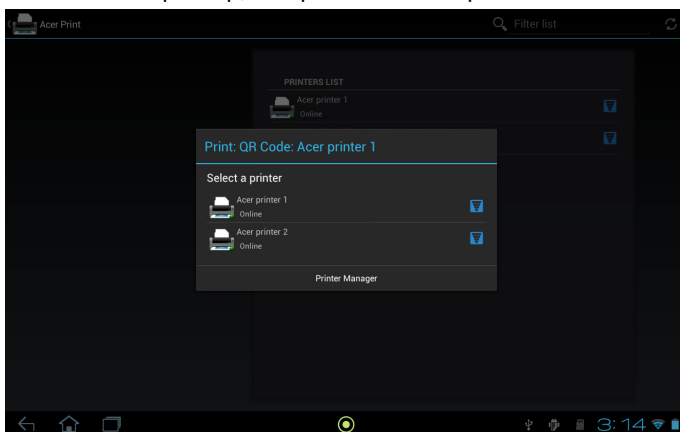 Acer Print
Filter list
PRINTERS LIST
Acer printer 1
Online
Print: QR Code: Acer printer 1
Select a printer
Acer printer 1
Online
Acer printer 2
Online
Printer Manager
3:14